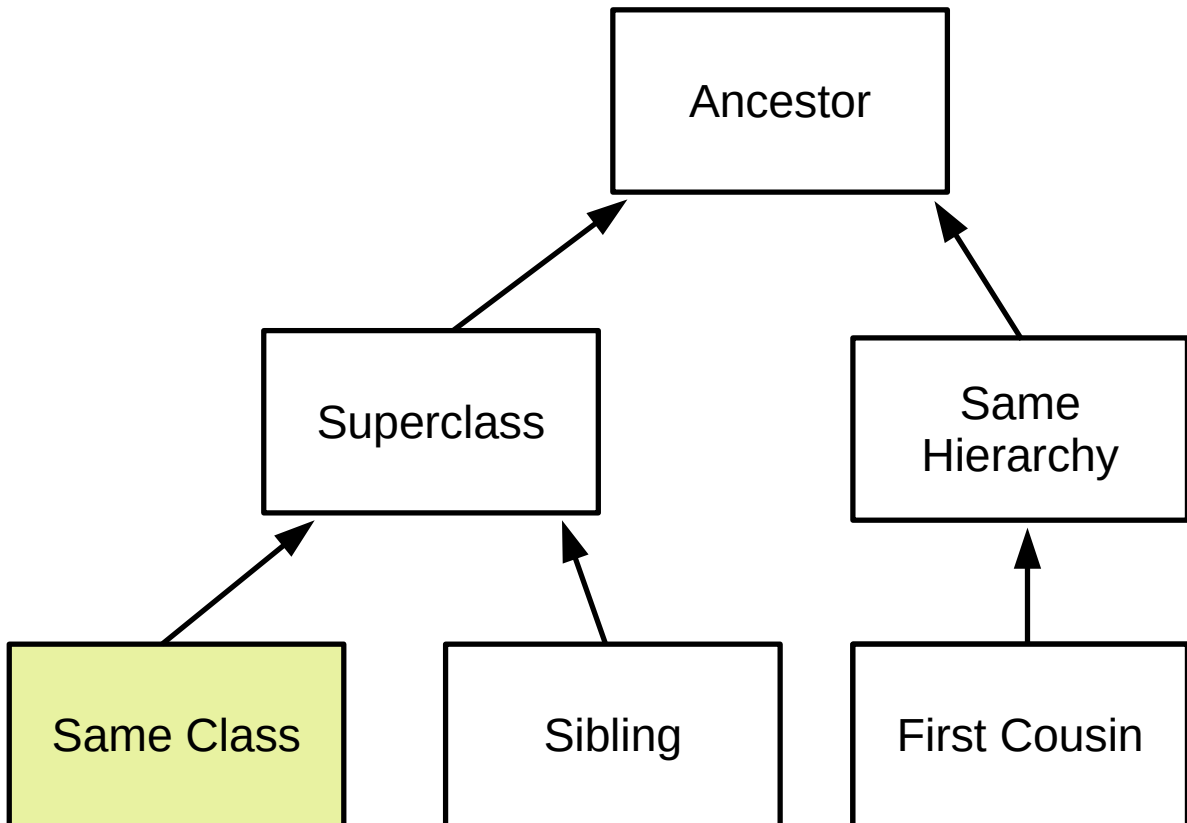 Ancestor
Superclass
Same
Hierarchy
Same Class
Sibling
First Cousin